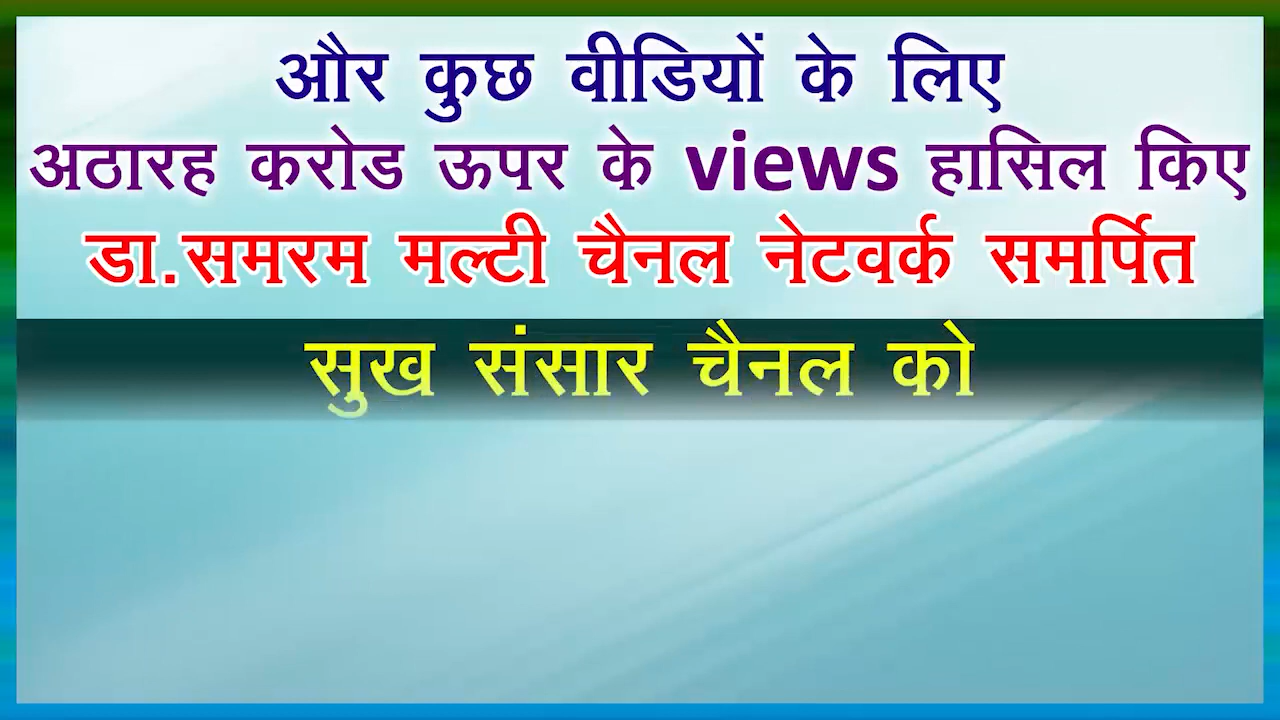 और कुछ वीडियों के लिए
अठारह करोड ऊपर के views हासिल किए
डा.समरम मल्टी चैनल नेटवर्क समर्पित
सुख संसार चैनल को